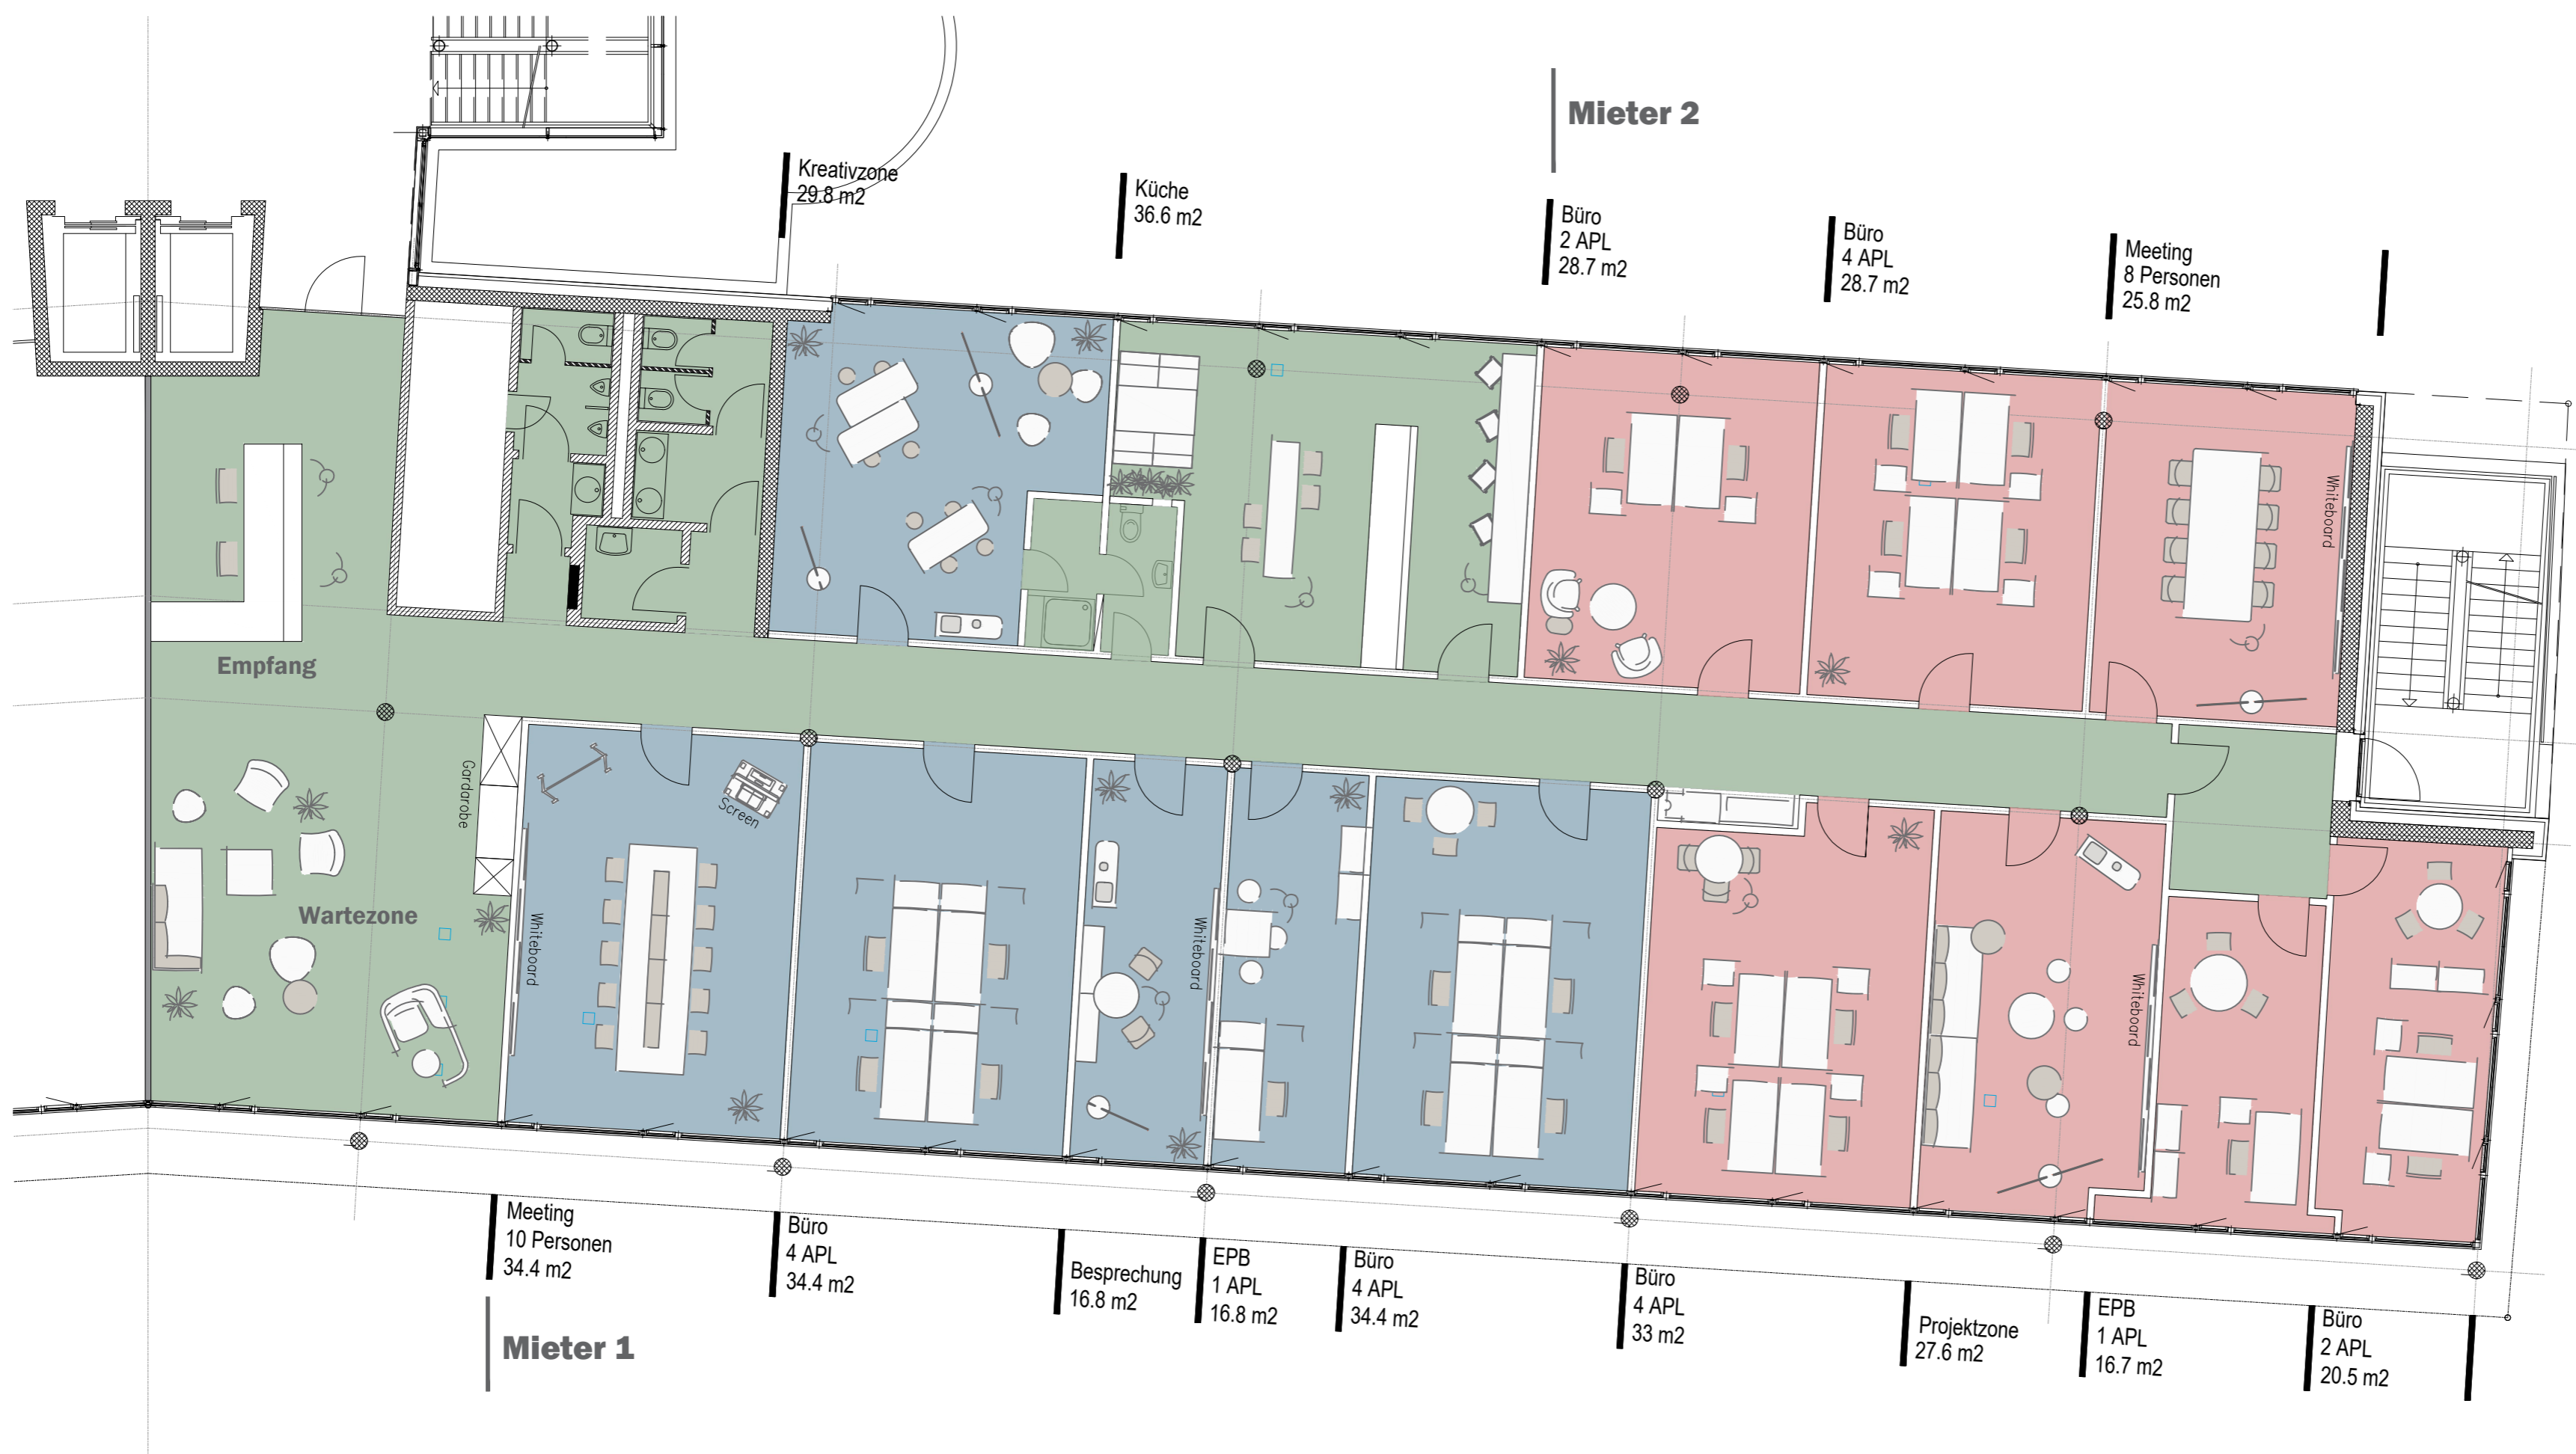 Mieter 2
Kreativzone
29.8 m2
Küche
36.6 m2
Büro
2 APL
28.7 m2
Büro
4 APL
28.7 m2
Meeting
8 Personen
25.8 m2
Whiteboard
Empfang
Gardarobe
Screen
Wartezone
Whiteboard
Whiteboard
Whiteboard
Meeting
10 Personen
34.4 m2
Büro
4 APL
34.4 m2
Besprechung
16.8 m2
EPB
1 APL
16.8 m2
Büro
4 APL
34.4 m2
Büro
4 APL
33 m2
Projektzone
27.6 m2
EPB
1 APL
16.7 m2
Büro
2 APL
20.5 m2
Mieter 1